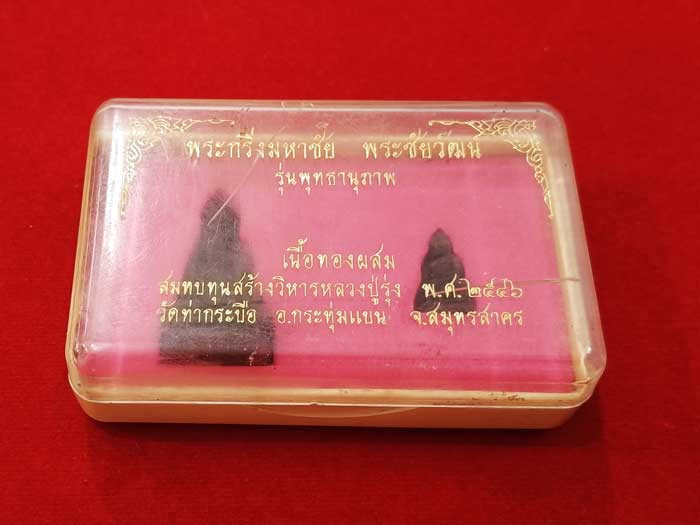 พระกริ่งมหาชัย พระชัยวัฒน์
รุ่นพุทธานุภาพ
เนื้อทองผสม
สมทบทุนสร้างวิหารหลวงปู่รุ่ง พ.ศ.๒๕๔๖
วัดท่ากระบือ อ.กระทุ่มแบน จ.สมุทรสาคร